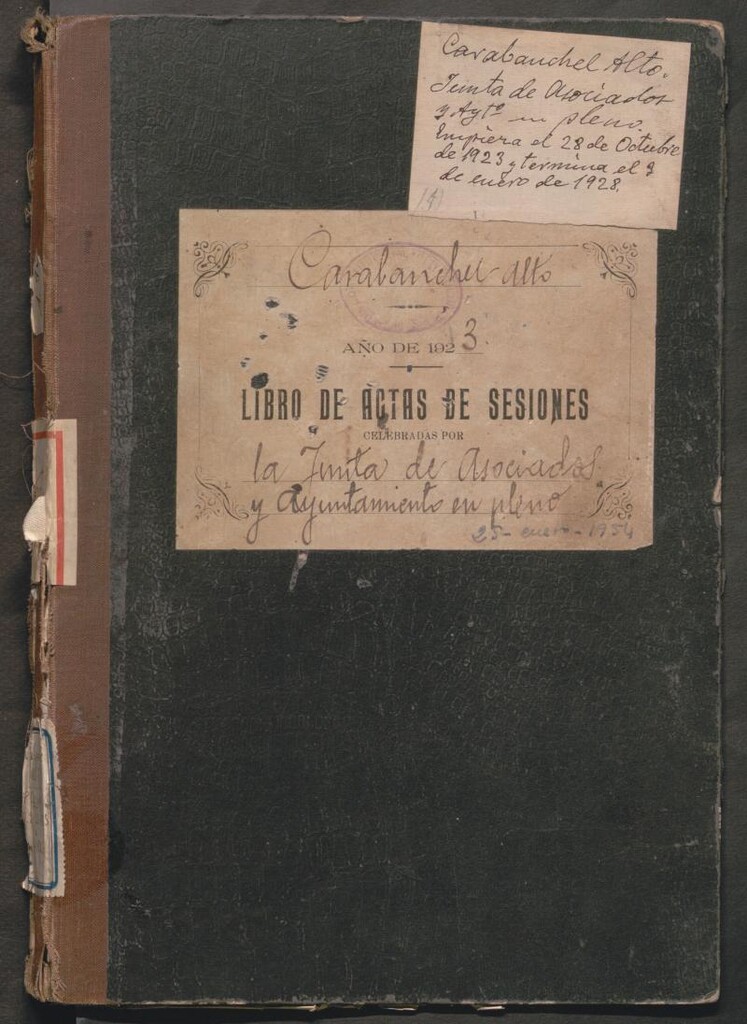 Carabanchel Alto.
Junta de Asociados
y Aytº en pleno.
Empieza el 28 de Octubre
de 1923 y termina el 9
de enero de 1928.
Carabanchel Alto
AÑO DE 1923.
LIBRO DE ACTAS DE SESIONES
CELEBRADAS POR
la Junta de Asociados
y Ayuntamiento en pleno
25 - enero - 1954